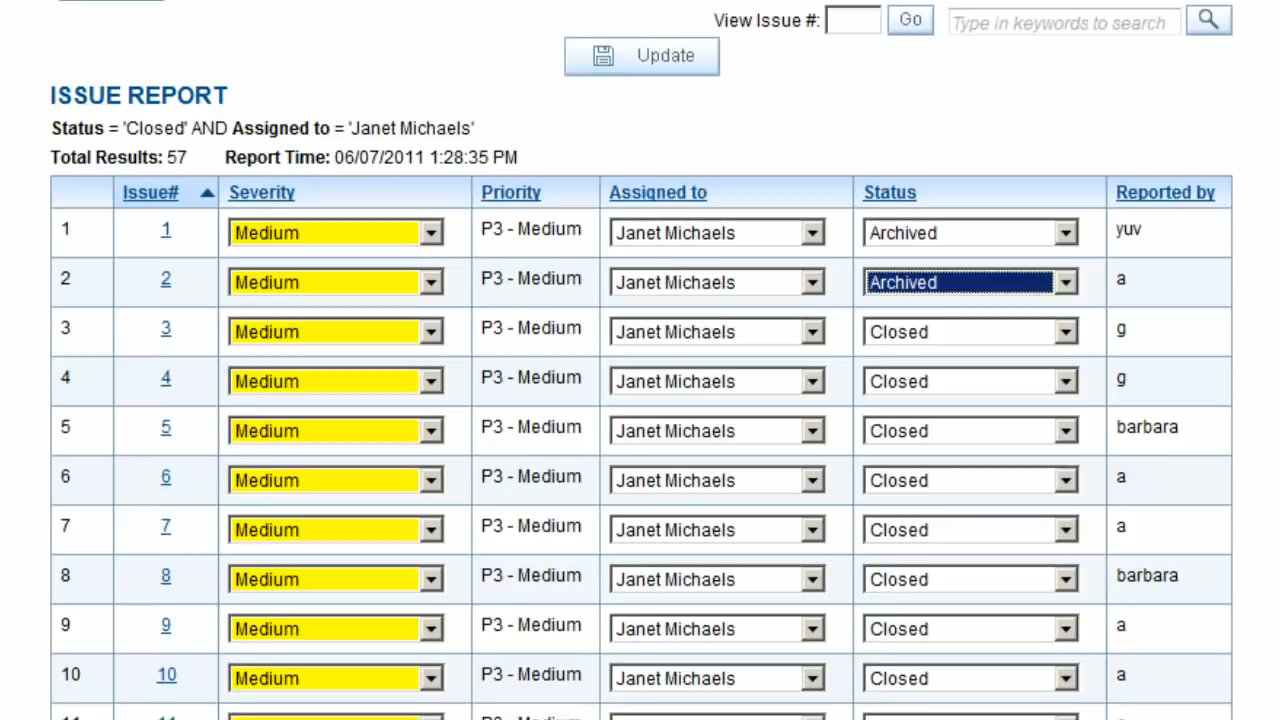 View Issue #: Go Type in keywords to search
Update
ISSUE REPORT
Status = 'Closed' AND Assigned to = 'Janet Michaels'
Total Results: 57 Report Time: 06/07/2011 1:28:35 PM
Issue# Severity Priority Assigned to Status Reported by
1 1 Medium P3 - Medium Janet Michaels Archived yuv
2 2 Medium P3 - Medium Janet Michaels Archived a
3 3 Medium P3 - Medium Janet Michaels Closed g
4 4 Medium P3 - Medium Janet Michaels Closed g
5 5 Medium P3 - Medium Janet Michaels Closed barbara
6 6 Medium P3 - Medium Janet Michaels Closed a
7 7 Medium P3 - Medium Janet Michaels Closed a
8 8 Medium P3 - Medium Janet Michaels Closed barbara
9 9 Medium P3 - Medium Janet Michaels Closed a
10 10 Medium P3 - Medium Janet Michaels Closed a